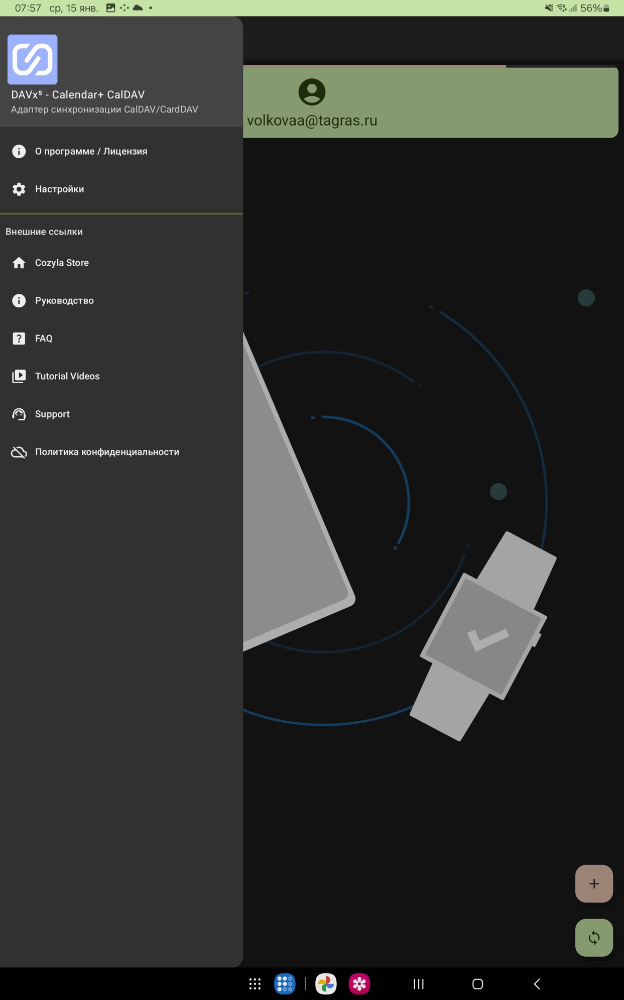 07:57 ср, 15 янв.
56%
DAVx⁵ - Calendar+ CalDAV
Адаптер синхронизации CalDAV/CardDAV
volkovaa@tagras.ru
О программе / Лицензия
Настройки
Внешние ссылки
Cozyla Store
Руководство
FAQ
Tutorial Videos
Support
Политика конфиденциальности